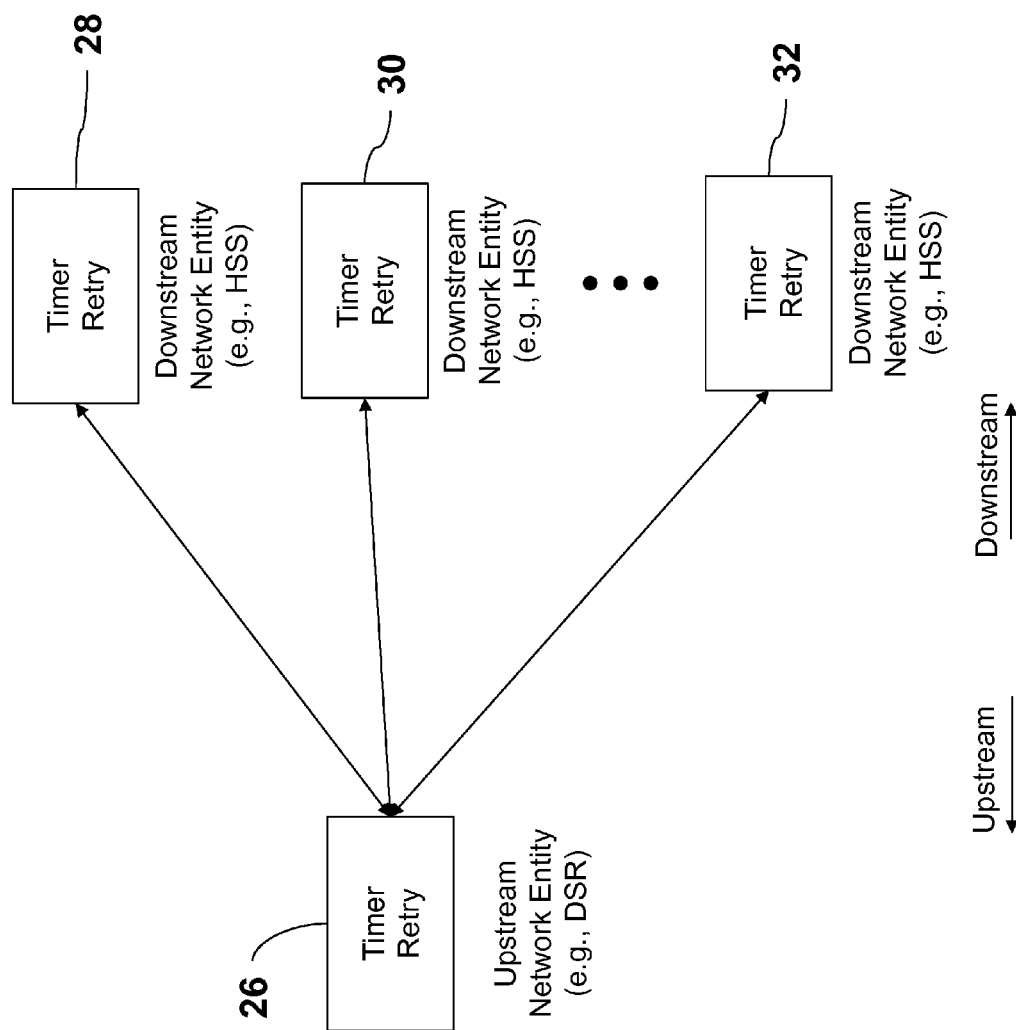 26
Timer
Retry
Upstream
Network Entity
(e.g., DSR)
Timer
Retry
28
Downstream
Network Entity
(e.g., HSS)
Timer
Retry
30
Downstream
Network Entity
(e.g., HSS)
Timer
Retry
32
Downstream
Network Entity
(e.g., HSS)
Upstream
Downstream